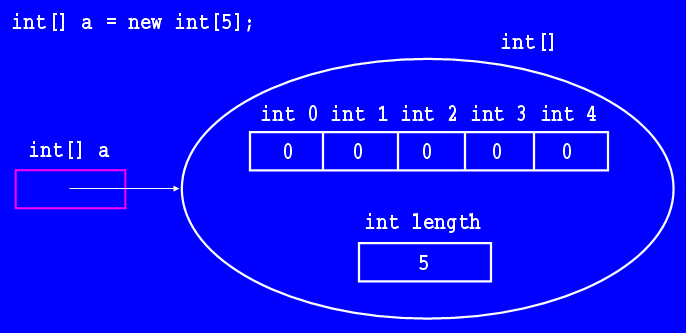 int[] a = new int[5];
int[]
int 0 int 1 int 2 int 3 int 4
int[] a
0 0 0 0 0
int length
5